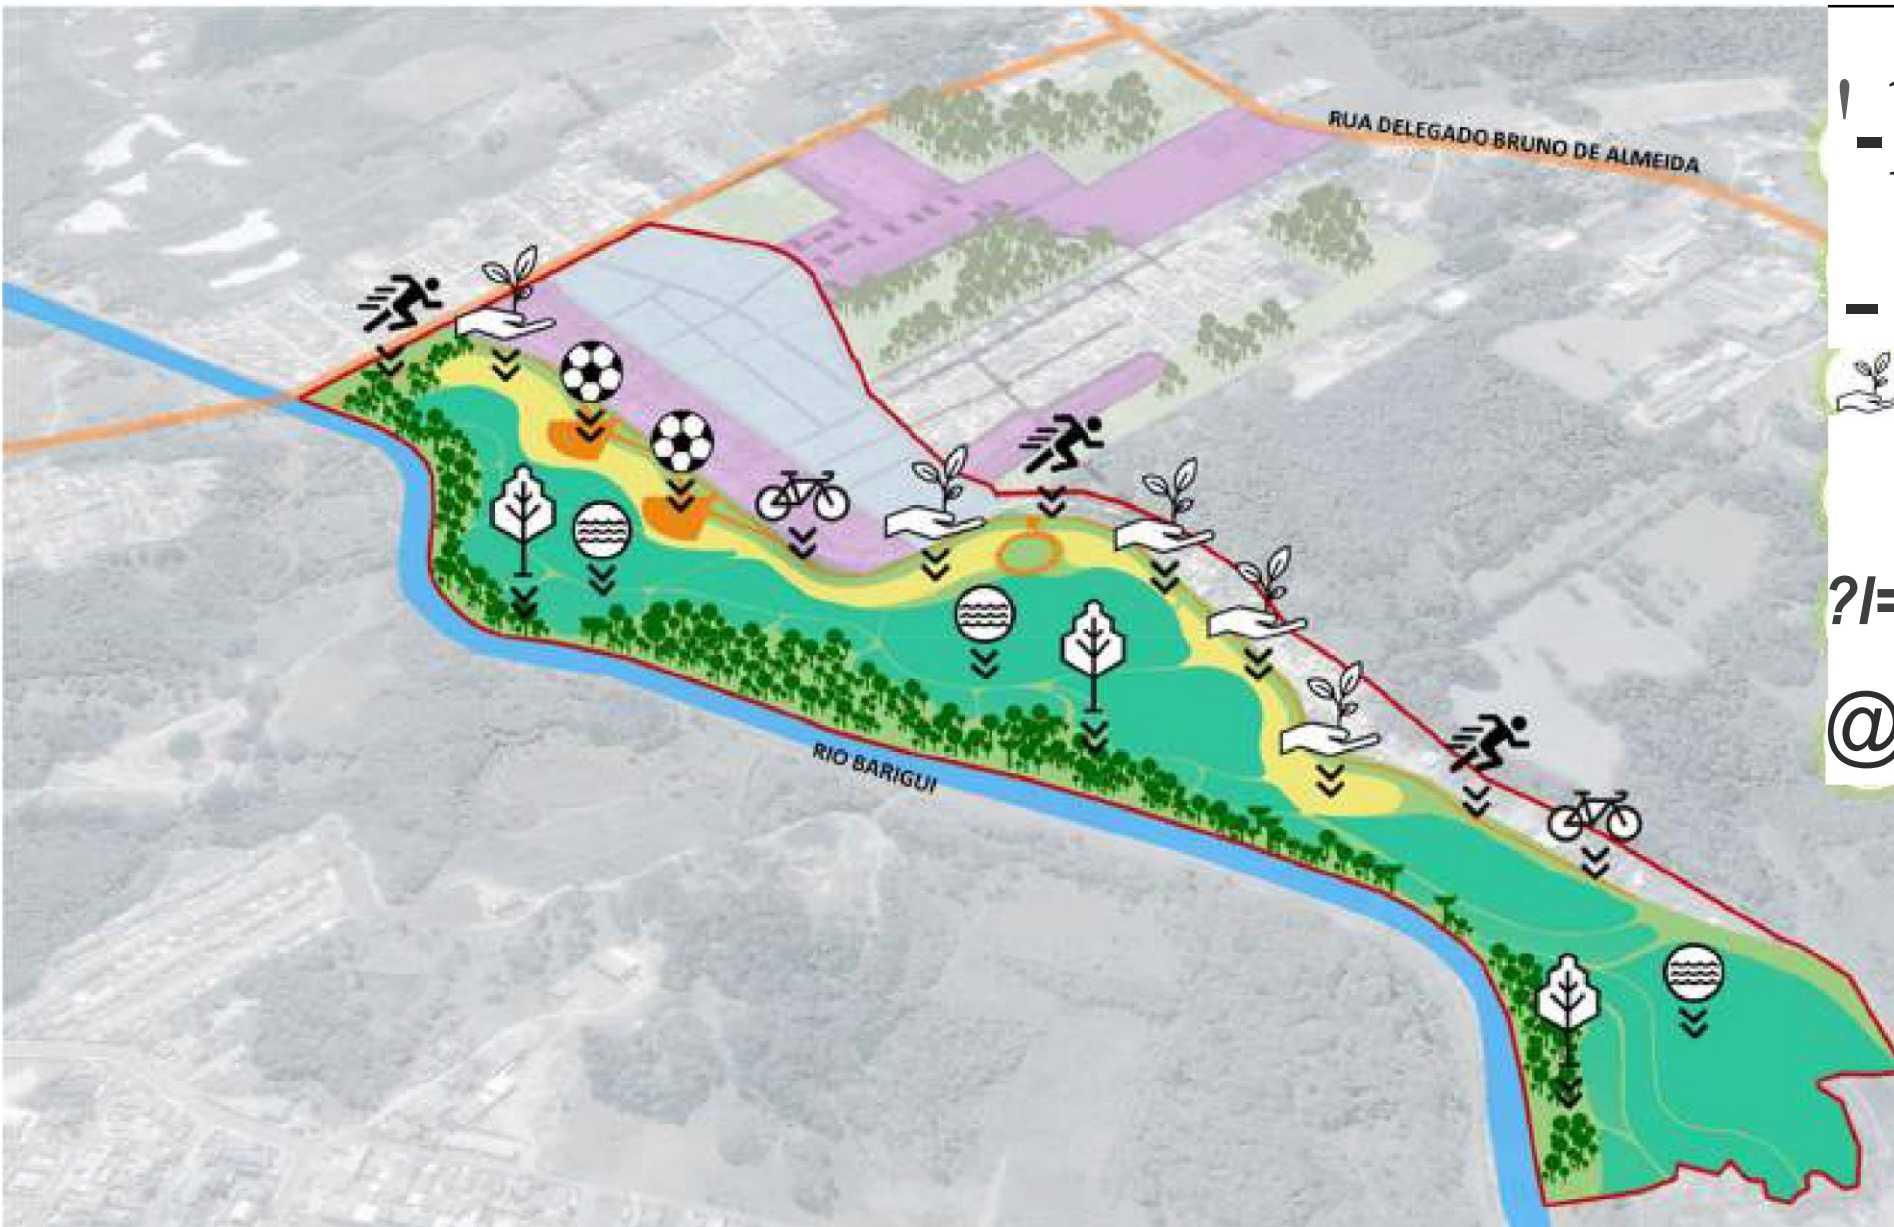 RUA DELEGADO BRUNO DE ALMEIDA
?/=
@
RIO BARIGUI